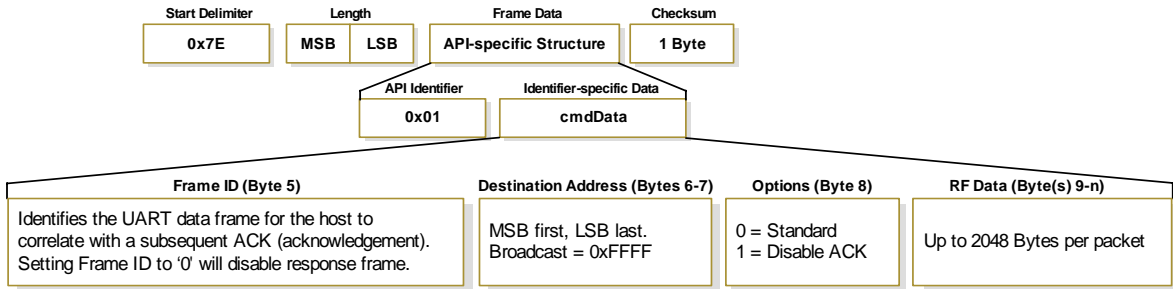 Start Delimiter
Length
Frame Data
Checksum
0x7E
MSB
LSB
API-specific Structure
1 Byte
API Identifier
Identifier-specific Data
0x01
cmdData
Frame ID (Byte 5)
Identifies the UART data frame for the host to
correlate with a subsequent ACK (acknowledgement).
Setting Frame ID to ‘0' will disable response frame.
Destination Address (Bytes 6-7)
MSB first, LSB last.
Broadcast = 0xFFFF
Options (Byte 8)
0 = Standard
1 = Disable ACK
RF Data (Byte(s) 9-n)
Up to 2048 Bytes per packet